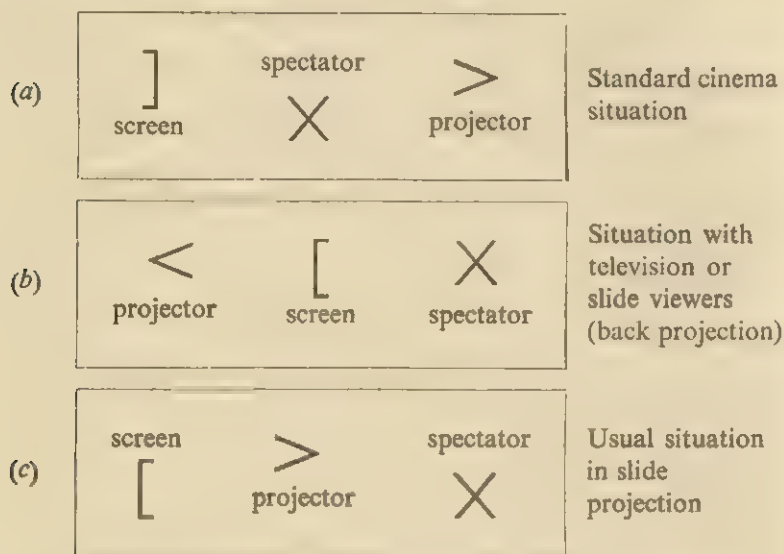 (a)
]
screen
spectator
X
>
projector
Standard cinema
situation
(b)
<
projector
[
screen
X
spectator
Situation with
television or
slide viewers
(back projection)
(c)
screen
[
>
projector
spectator
X
Usual situation
in slide
projection